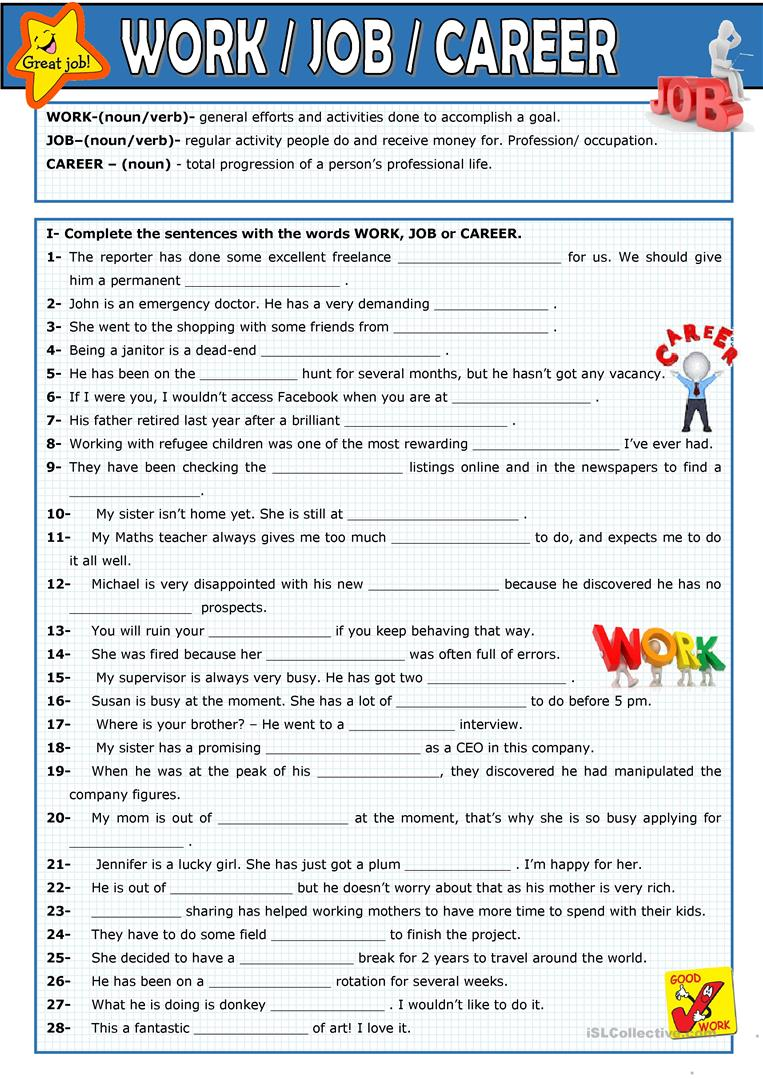 Great job!
WORK / JOB / CAREER
JOB
WORK-(noun/verb)- general efforts and activities done to accomplish a goal.
JOB–(noun/verb)- regular activity people do and receive money for. Profession/ occupation.
CAREER – (noun) - total progression of a person's professional life.
I- Complete the sentences with the words WORK, JOB or CAREER.
1- The reporter has done some excellent freelance ____________________ for us. We should give
him a permanent ___________________ .
2- John is an emergency doctor. He has a very demanding ______________ .
3- She went to the shopping with some friends from ___________________ .
CAREER
4- Being a janitor is a dead-end ______________________ .
5- He has been on the ____________ hunt for several months, but he hasn't got any vacancy.
6- If I were you, I wouldn't access Facebook when you are at _________________ .
7- His father retired last year after a brilliant ____________________ .
8- Working with refugee children was one of the most rewarding __________________ I've ever had.
9- They have been checking the ________________ listings online and in the newspapers to find a
________________.
10- My sister isn't home yet. She is still at _____________________ .
11- My Maths teacher always gives me too much _________________ to do, and expects me to do
it all well.
12- Michael is very disappointed with his new ________________ because he discovered he has no
_______________ prospects.
13- You will ruin your _______________ if you keep behaving that way.
WORK
14- She was fired because her _________________ was often full of errors.
15- My supervisor is always very busy. He has got two _________________ .
16- Susan is busy at the moment. She has a lot of ________________ to do before 5 pm.
17- Where is your brother? – He went to a _____________ interview.
18- My sister has a promising ___________________ as a CEO in this company.
19- When he was at the peak of his _______________, they discovered he had manipulated the
company figures.
20- My mom is out of ________________ at the moment, that's why she is so busy applying for
______________ .
21- Jennifer is a lucky girl. She has just got a plum _____________ . I'm happy for her.
22- He is out of _______________ but he doesn't worry about that as his mother is very rich.
23- ___________ sharing has helped working mothers to have more time to spend with their kids.
24- They have to do some field ______________ to finish the project.
25- She decided to have a ______________ break for 2 years to travel around the world.
26- He has been on a _______________ rotation for several weeks.
27- What he is doing is donkey ______________ . I wouldn't like to do it.
28- This a fantastic ______________ of art! I love it.
GOOD
WORK
iSLCollective.com